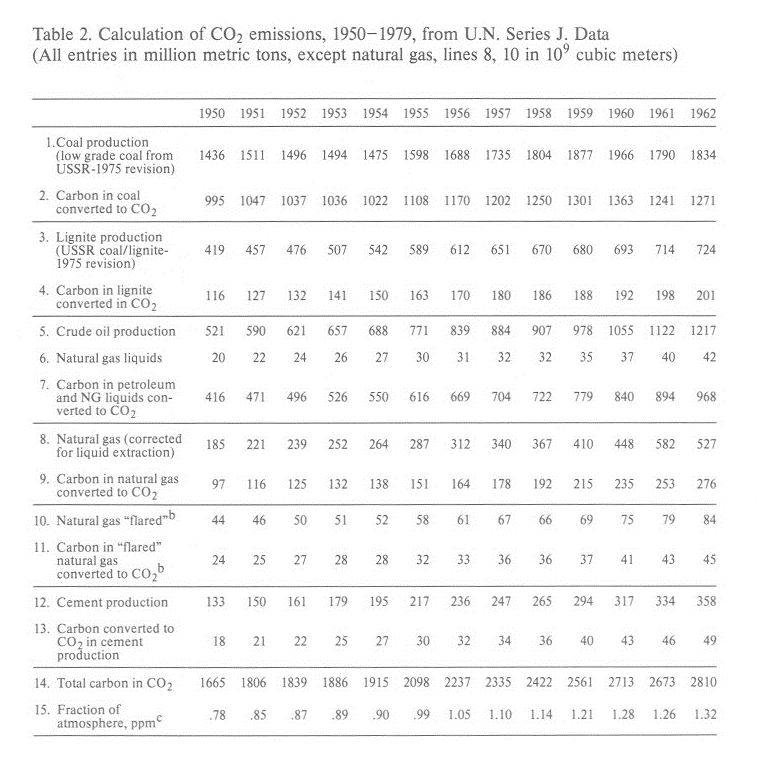 Table 2. Calculation of CO₂ emissions, 1950−1979, from U.N. Series J. Data
(All entries in million metric tons, except natural gas, lines 8, 10 in 10⁹ cubic meters)
1950 1951 1952 1953 1954 1955 1956 1957 1958 1959 1960 1961 1962
1.Coal production
(low grade coal from 1436 1511 1496 1494 1475 1598 1688 1735 1804 1877 1966 1790 1834
USSR-1975 revision)
2. Carbon in coal
converted to CO₂ 995 1047 1037 1036 1022 1108 1170 1202 1250 1301 1363 1241 1271
3. Lignite production
(USSR coal/lignite- 419 457 476 507 542 589 612 651 670 680 693 714 724
1975 revision)
4. Carbon in lignite
converted in CO₂ 116 127 132 141 150 163 170 180 186 188 192 198 201
5. Crude oil production 521 590 621 657 688 771 839 884 907 978 1055 1122 1217
6. Natural gas liquids 20 22 24 26 27 30 31 32 32 35 37 40 42
7. Carbon in petroleum
and NG liquids con- 416 471 496 526 550 616 669 704 722 779 840 894 968
verted to CO₂
8. Natural gas (corrected
for liquid extraction) 185 221 239 252 264 287 312 340 367 410 448 582 527
9. Carbon in natural gas
converted to CO₂ 97 116 125 132 138 151 164 178 192 215 235 253 276
10. Natural gas “flared”ᵇ 44 46 50 51 52 58 61 67 66 69 75 79 84
11. Carbon in “flared”
natural gas 24 25 27 28 28 32 33 36 36 37 41 43 45
converted to CO₂ᵇ
12. Cement production 133 150 161 179 195 217 236 247 265 294 317 334 358
13. Carbon converted to
CO₂ in cement 18 21 22 25 27 30 32 34 36 40 43 46 49
production
14. Total carbon in CO₂ 1665 1806 1839 1886 1915 2098 2237 2335 2422 2561 2713 2673 2810
15. Fraction of
atmosphere, ppmᶜ .78 .85 .87 .89 .90 .99 1.05 1.10 1.14 1.21 1.28 1.26 1.32